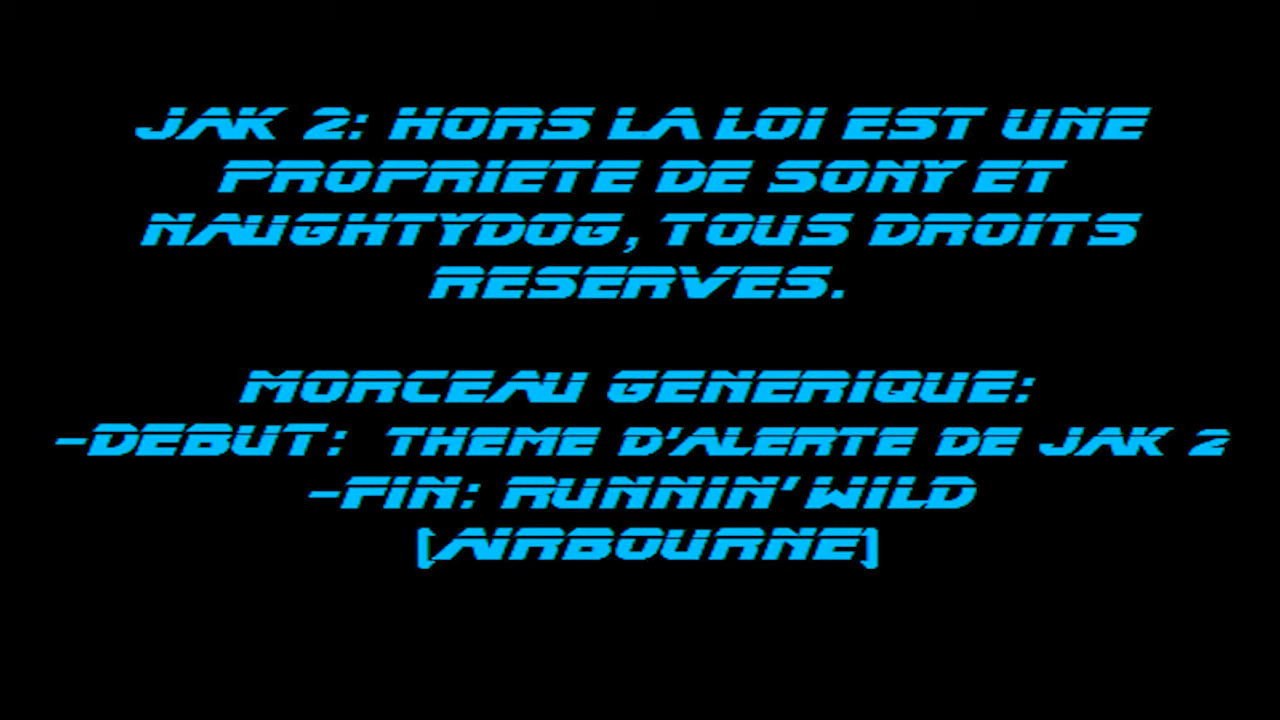 JAK 2: HORS LA LOI EST UNE
PROPRIETE DE SONY ET
NAUGHTYDOG, TOUS DROITS
RESERVES.
MORCEAU GENERIQUE:
-DEBUT: THEME D'ALERTE DE JAK 2
-FIN: RUNNIN' WILD
[AIRBOURNE]